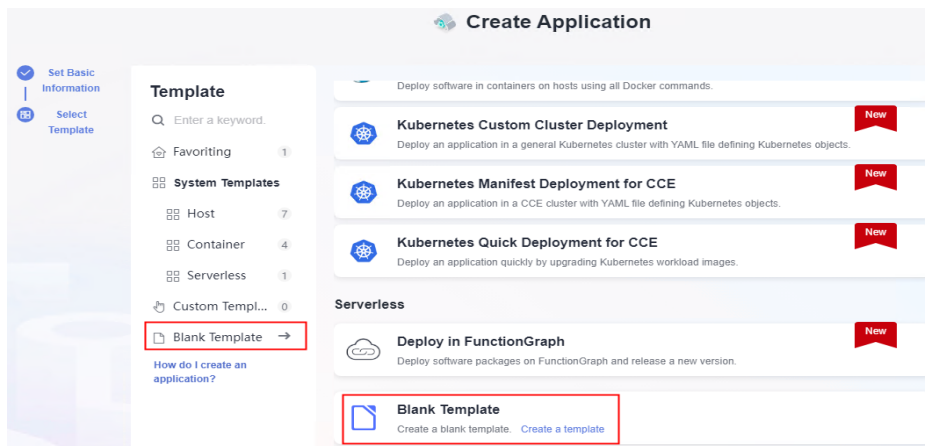 Create Application
Set Basic
Information
Select
Template
Template
Enter a keyword.
Favoriting 1
System Templates
Host 7
Container 4
Serverless 1
Custom Templ... 0
Blank Template →
How do I create an
application?
Deploy software in containers on hosts using all Docker commands.
Kubernetes Custom Cluster Deployment
New
Deploy an application in a general Kubernetes cluster with YAML file defining Kubernetes objects.
Kubernetes Manifest Deployment for CCE
New
Deploy an application in a CCE cluster with YAML file defining Kubernetes objects.
Kubernetes Quick Deployment for CCE
New
Deploy an application quickly by upgrading Kubernetes workload images.
Serverless
Deploy in FunctionGraph
New
Deploy software packages on FunctionGraph and release a new version.
Blank Template
Create a blank template. Create a template